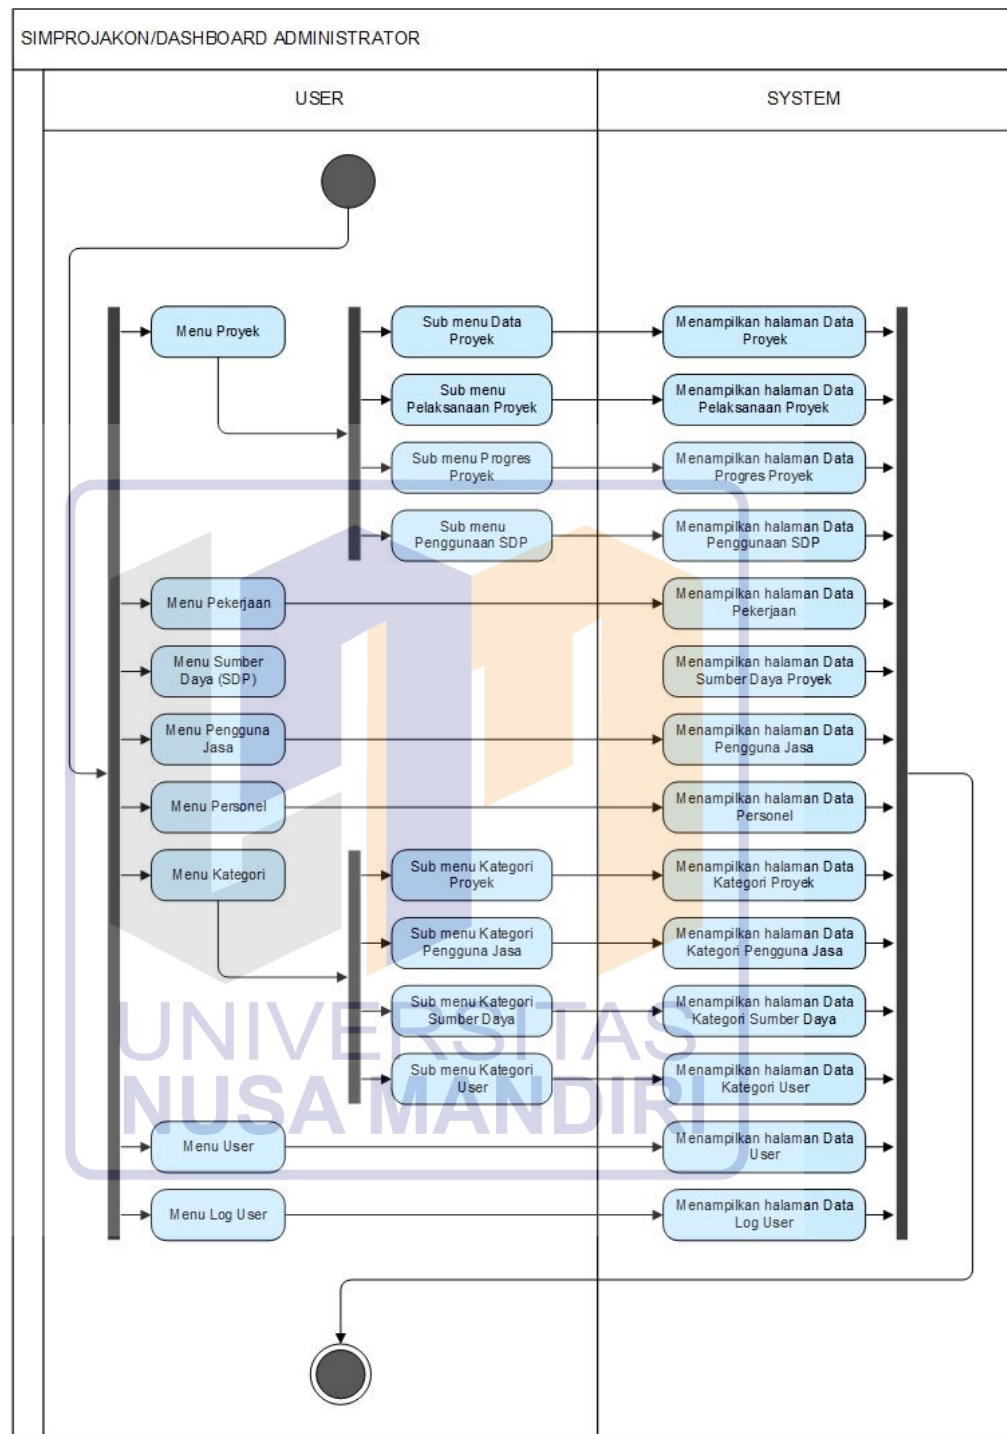 SIMPROJAKON/DASHBOARD ADMINISTRATOR
USER
SYSTEM
Menu Proyek
Sub menu Data
Proyek
Menampilkan halaman Data
Proyek
Sub menu
Pelaksanaan Proyek
Menampilkan halaman Data
Pelaksanaan Proyek
Sub menu Progres
Proyek
Menampilkan halaman Data
Progres Proyek
Sub menu
Penggunaan SDP
Menampilkan halaman Data
Penggunaan SDP
Menu Pekerjaan
Menampilkan halaman Data
Pekerjaan
Menu Sumber
Daya (SDP)
Menampilkan halaman Data
Sumber Daya Proyek
Menu Pengguna
Jasa
Menampilkan halaman Data
Pengguna Jasa
Menu Personel
Menampilkan halaman Data
Personel
Menu Kategori
Sub menu Kategori
Proyek
Menampilkan halaman Data
Kategori Proyek
Sub menu Kategori
Pengguna Jasa
Menampilkan halaman Data
Kategori Pengguna Jasa
Sub menu Kategori
Sumber Daya
Menampilkan halaman Data
Kategori Sumber Daya
Sub menu Kategori
User
Menampilkan halaman Data
Kategori User
Menu User
Menampilkan halaman Data
User
Menu Log User
Menampilkan halaman Data
Log User
UNIVERSITAS
NUSA MANDIRI